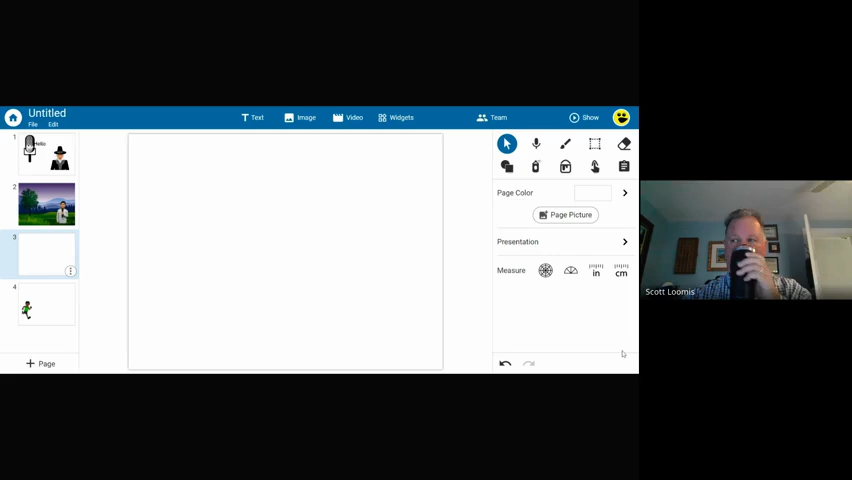 Untitled
File Edit
Text Image Video Widgets Team Show
1
Hello
2
3
4
+ Page
Page Color
Page Picture
Presentation
Measure in cm
Scott Loomis